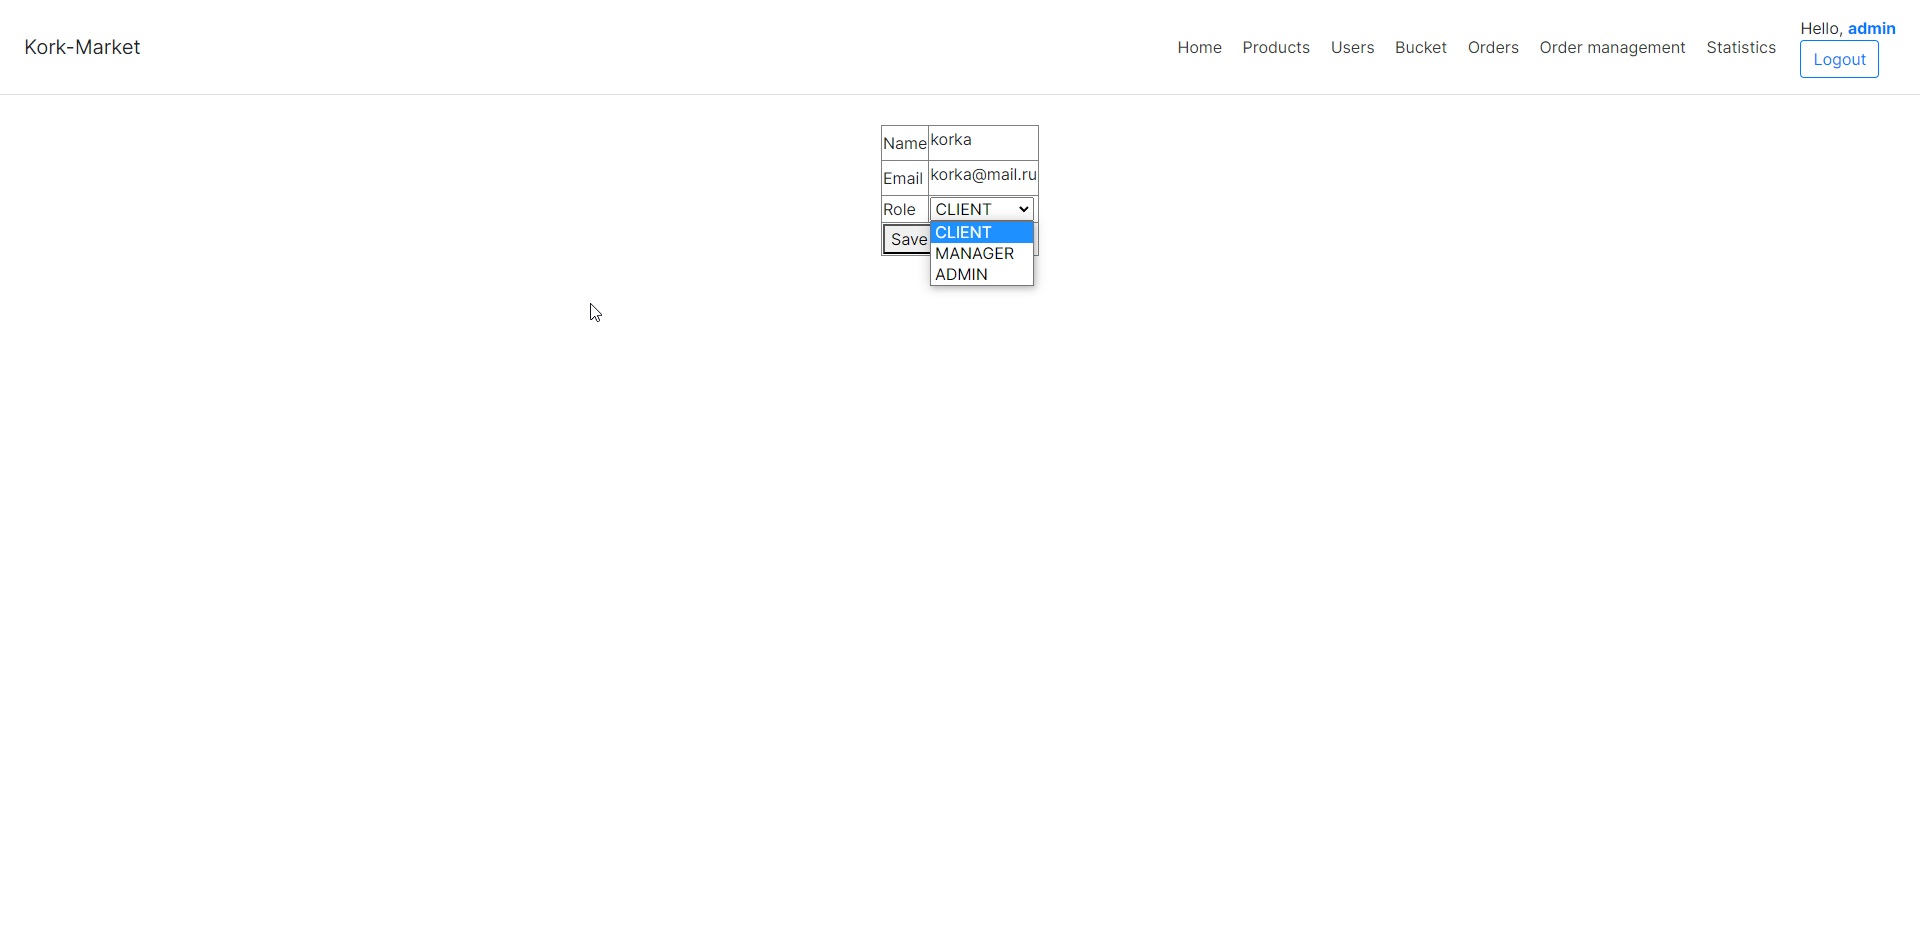 Kork-Market
Home Products Users Bucket Orders Order management Statistics
Hello, admin
Logout
Name korka
Email korka@mail.ru
Role CLIENT
Save
CLIENT
MANAGER
ADMIN